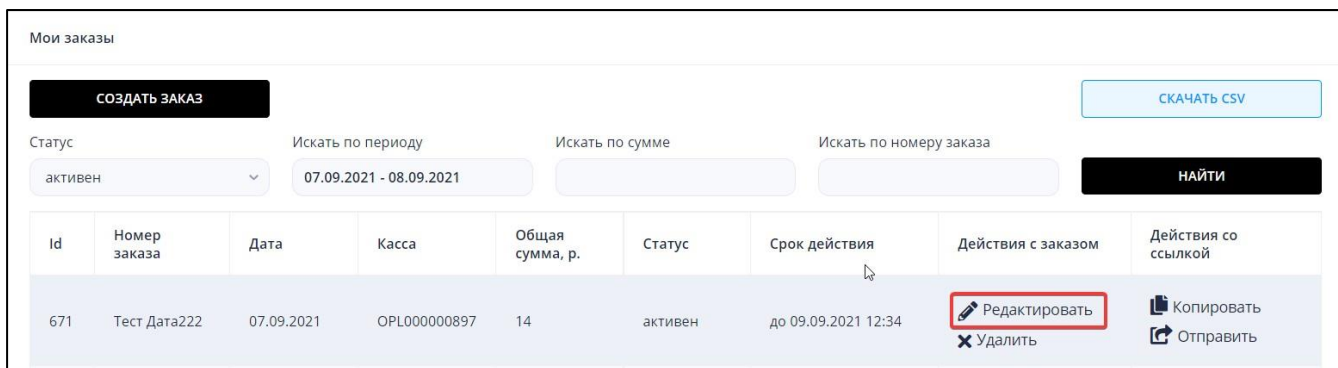 Мои заказы
СОЗДАТЬ ЗАКАЗ
СКАЧАТЬ CSV
Статус
Искать по периоду
Искать по сумме
Искать по номеру заказа
активен
07.09.2021 - 08.09.2021
НАЙТИ
Id
Номер
заказа
Дата
Касса
Общая
сумма, р.
Статус
Срок действия
Действия с заказом
Действия со
ссылкой
671
Тест Дата222
07.09.2021
OPL000000897
14
активен
до 09.09.2021 12:34
Редактировать
Удалить
Копировать
Отправить